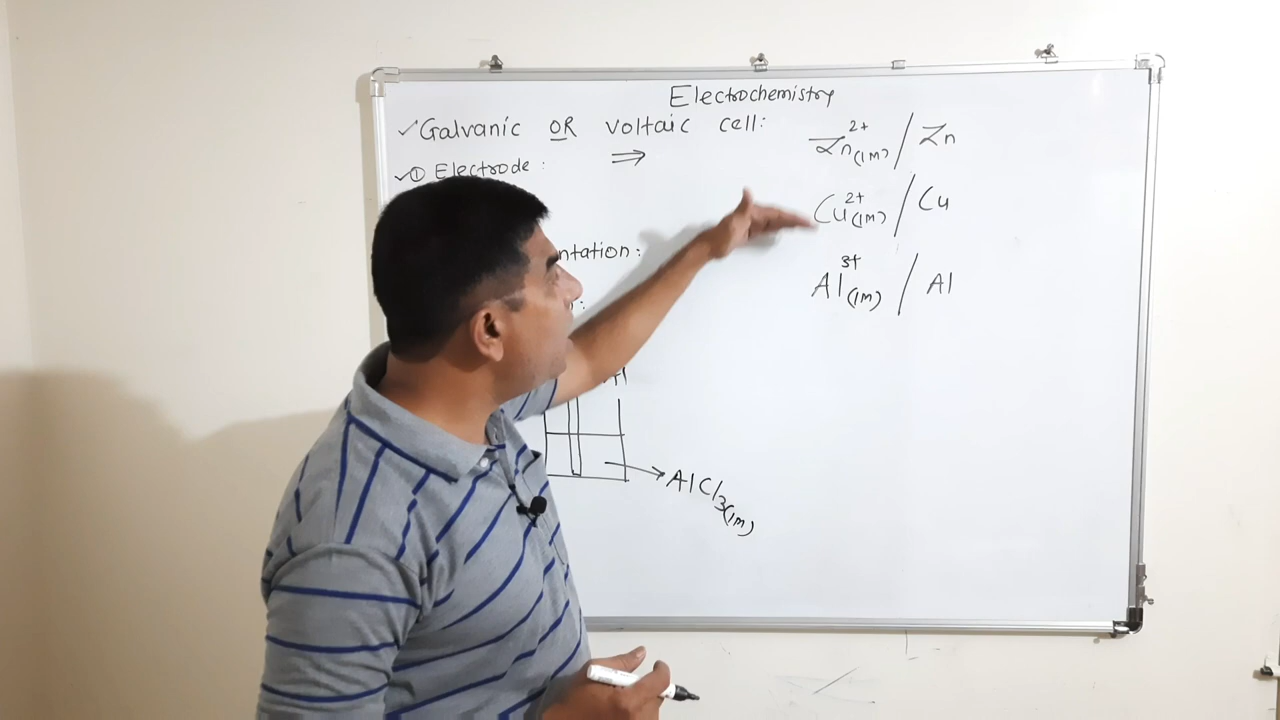 Electrochemistry
✓Galvanic OR voltaic cell:
✓① Electrode :
⇒
Zn²⁺(1M) / Zn
Cu²⁺(1M) / Cu
Al³⁺(1M) / Al
ntation :
AlCl₃(1M)